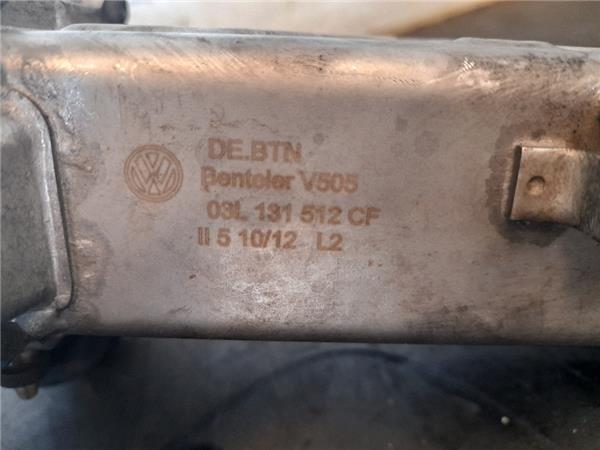 DE.BTN
Benteler V505
03L 131 512 CF
II 5 10/12 L2